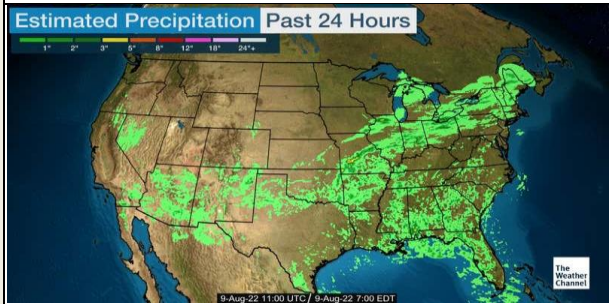 Estimated Precipitation Past 24 Hours
1" 2" 3" 5" 8" 12" 18" 24"+
The
Weather
Channel
9-Aug-22 11:00 UTC / 9-Aug-22 7:00 EDT